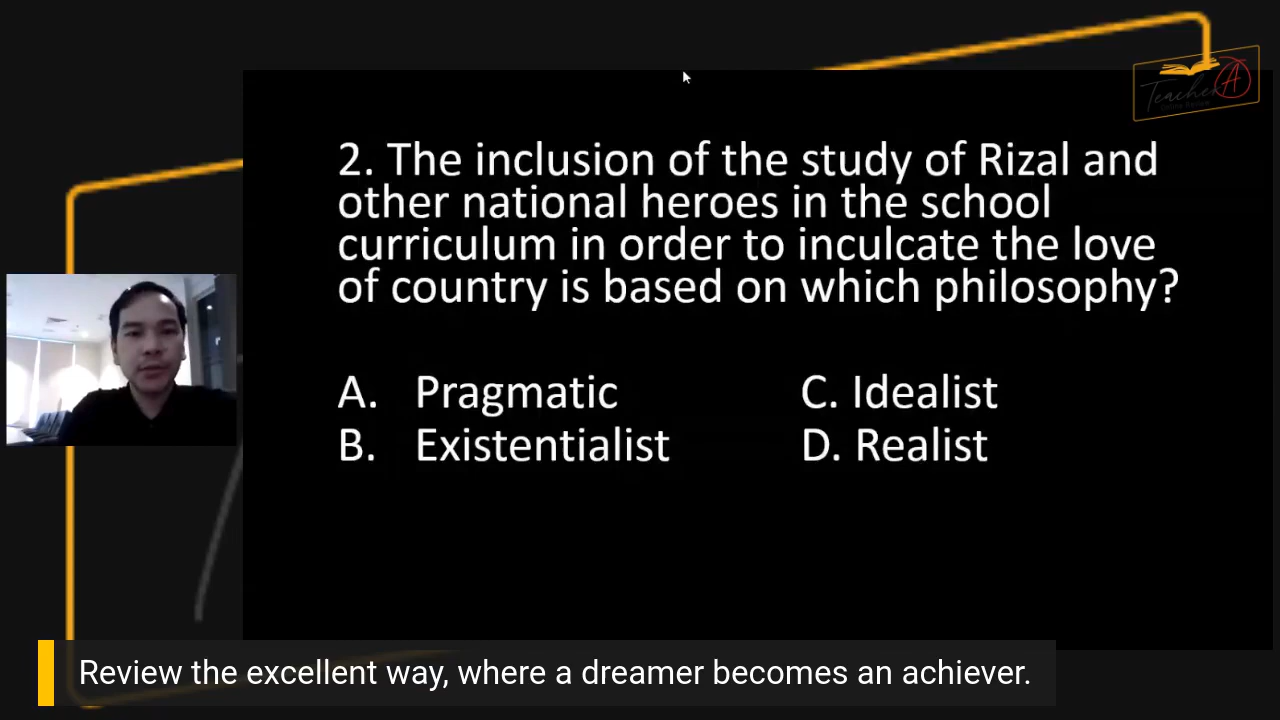 Teacher A
2. The inclusion of the study of Rizal and
other national heroes in the school
curriculum in order to inculcate the love
of country is based on which philosophy?
A. Pragmatic C. Idealist
B. Existentialist D. Realist
Review the excellent way, where a dreamer becomes an achiever.